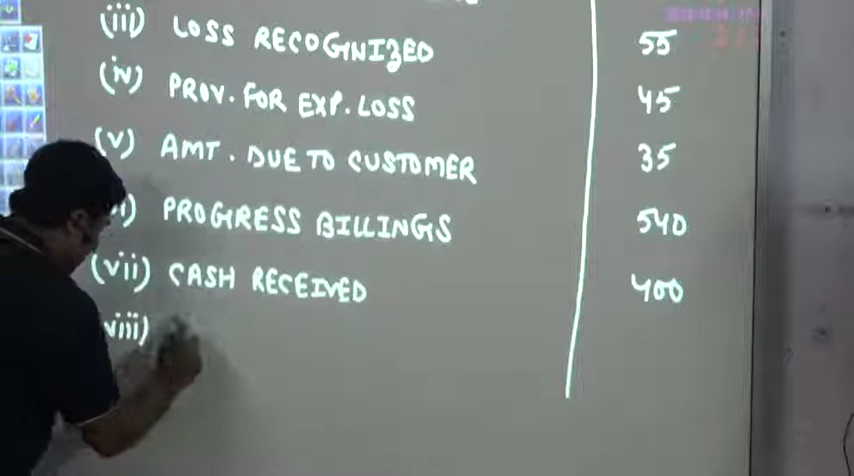 (iii) LOSS RECOGNIZED 55
(iv) PROV. FOR EXP. LOSS 45
(v) AMT. DUE TO CUSTOMER 35
PROGRESS BILLINGS 540
(vii) CASH RECEIVED 400
viii)